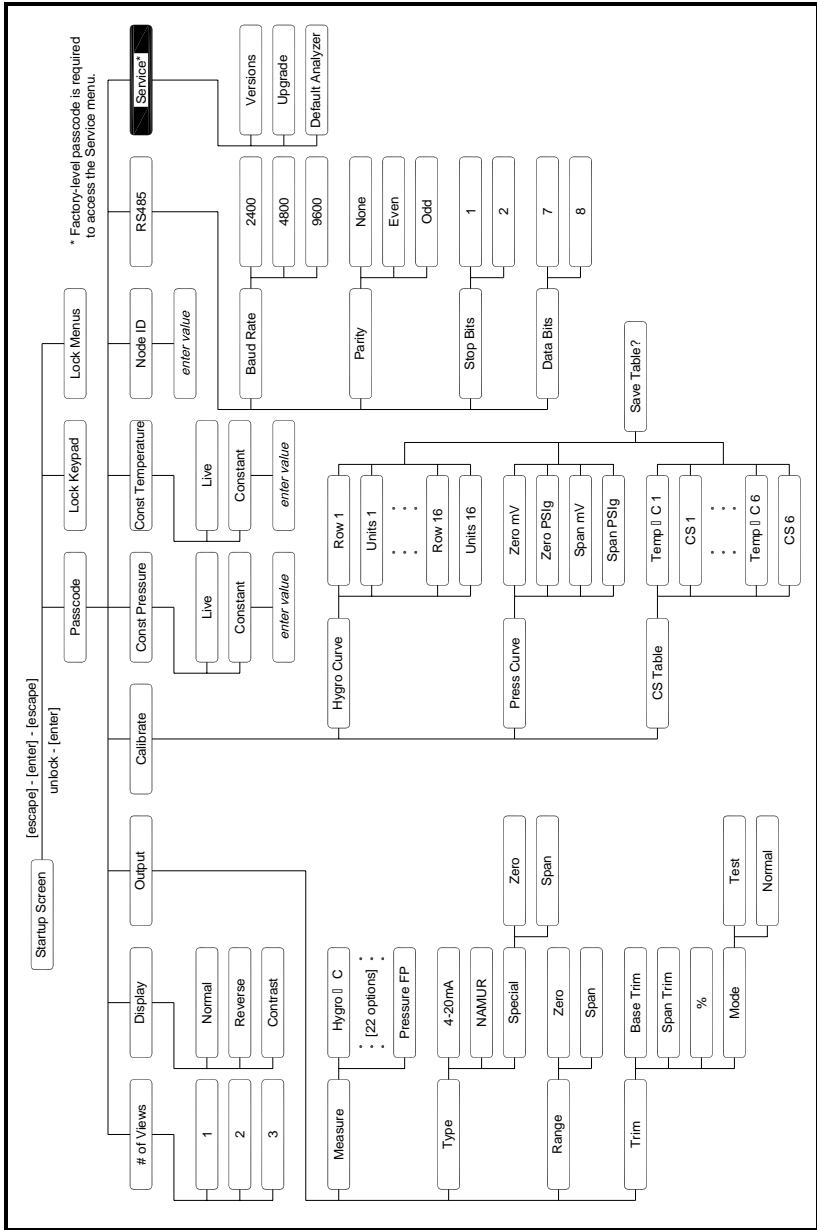 Startup Screen
[escape] - [enter] - [escape]
unlock - [enter]
Passcode
Lock Keypad
Lock Menus
* Factory-level passcode is required
to access the Service menu.
# of Views
Display
Output
Calibrate
Const Pressure
Const Temperature
Node ID
RS485
Service*
1
2
3
Normal
Reverse
Contrast
Measure
Hygro▯ C
[22 options]
Pressure FP
Type
4-20mA
NAMUR
Special
Zero
Span
Range
Zero
Span
Trim
Base Trim
Span Trim
%
Mode
Test
Normal
Hygro Curve
Row 1
Units 1
Row 16
Units 16
Press Curve
Zero mV
Zero PSIg
Span mV
Span PSIg
CS Table
Temp▯ C 1
CS 1
Temp▯ C 6
CS 6
Save Table?
Live
Constant
enter value
Live
Constant
enter value
enter value
Baud Rate
2400
4800
9600
Parity
None
Even
Odd
Stop Bits
1
2
Data Bits
7
8
Versions
Upgrade
Default Analyzer